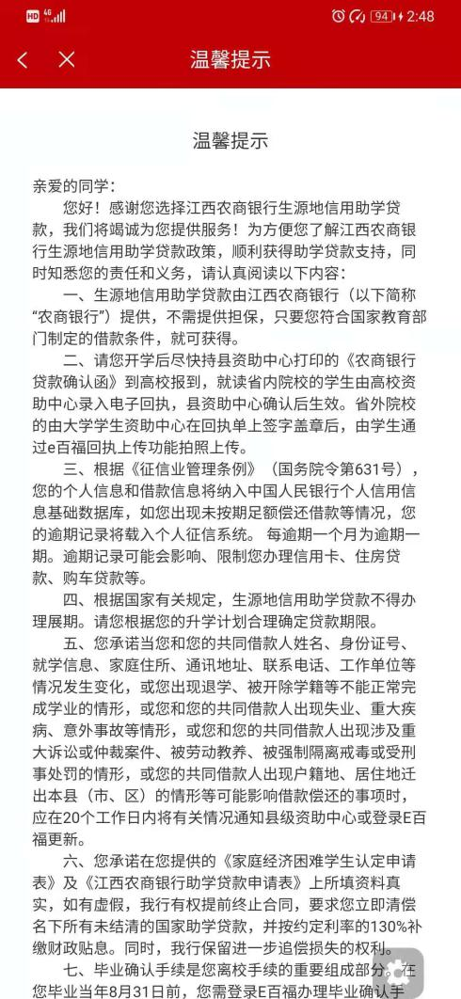 HD 4G 94 2:48
温馨提示
温馨提示
亲爱的同学：
您好！感谢您选择江西农商银行生源地信用助学贷
款，我们将竭诚为您提供服务！为方便您了解江西农商银
行生源地信用助学贷款政策，顺利获得助学贷款支持，同
时知悉您的责任和义务，请认真阅读以下内容：
一、生源地信用助学贷款由江西农商银行（以下简称
“农商银行”）提供，不需提供担保，只要您符合国家教育部
门制定的借款条件，就可获得。
二、请您开学后尽快持县资助中心打印的《农商银行
贷款确认函》到高校报到，就读省内院校的学生由高校资
助中心录入电子回执，县资助中心确认后生效。省外院校
的由大学学生资助中心在回执单上签字盖章后，由学生通
过e百福回执上传功能拍照上传。
三、根据《征信业管理条例》（国务院令第631号），
您的个人信息和借款信息将纳入中国人民银行个人信用信
息基础数据库，如您出现未按期足额偿还借款等情况，您
的逾期记录将载入个人征信系统。 每逾期一个月为逾期一
期。逾期记录可能会影响、限制您办理信用卡、住房贷
款、购车贷款等。
四、根据国家有关规定，生源地信用助学贷款不得办
理展期。请您根据您的升学计划合理确定贷款期限。
五、您承诺当您和您的共同借款人姓名、身份证号、
就学信息、家庭住所、通讯地址、联系电话、工作单位等
情况发生变化，或您出现退学、被开除学籍等不能正常完
成学业的情形，或您和您的共同借款人出现失业、重大疾
病、意外事故等情形，或您和您的共同借款人出现涉及重
大诉讼或仲裁案件、被劳动教养、被强制隔离戒毒或受刑
事处罚的情形，或您的共同借款人出现户籍地、居住地迁
出本县（市、区）的情形等可能影响借款偿还的事项时，
应在20个工作日内将有关情况通知县级资助中心或登录E百
福更新。
六、您承诺在您提供的《家庭经济困难学生认定申请
表》及《江西农商银行助学贷款申请表》上所填资料真
实，如有虚假，我行有权提前终止合同，要求您立即清偿
名下所有未结清的国家助学贷款，并按约定利率的130%补
缴财政贴息。同时，我行保留进一步追偿损失的权利。
七、毕业确认手续是您离校手续的重要组成部分。在
您毕业当年8月31日前，您需登录E百福办理毕业确认手